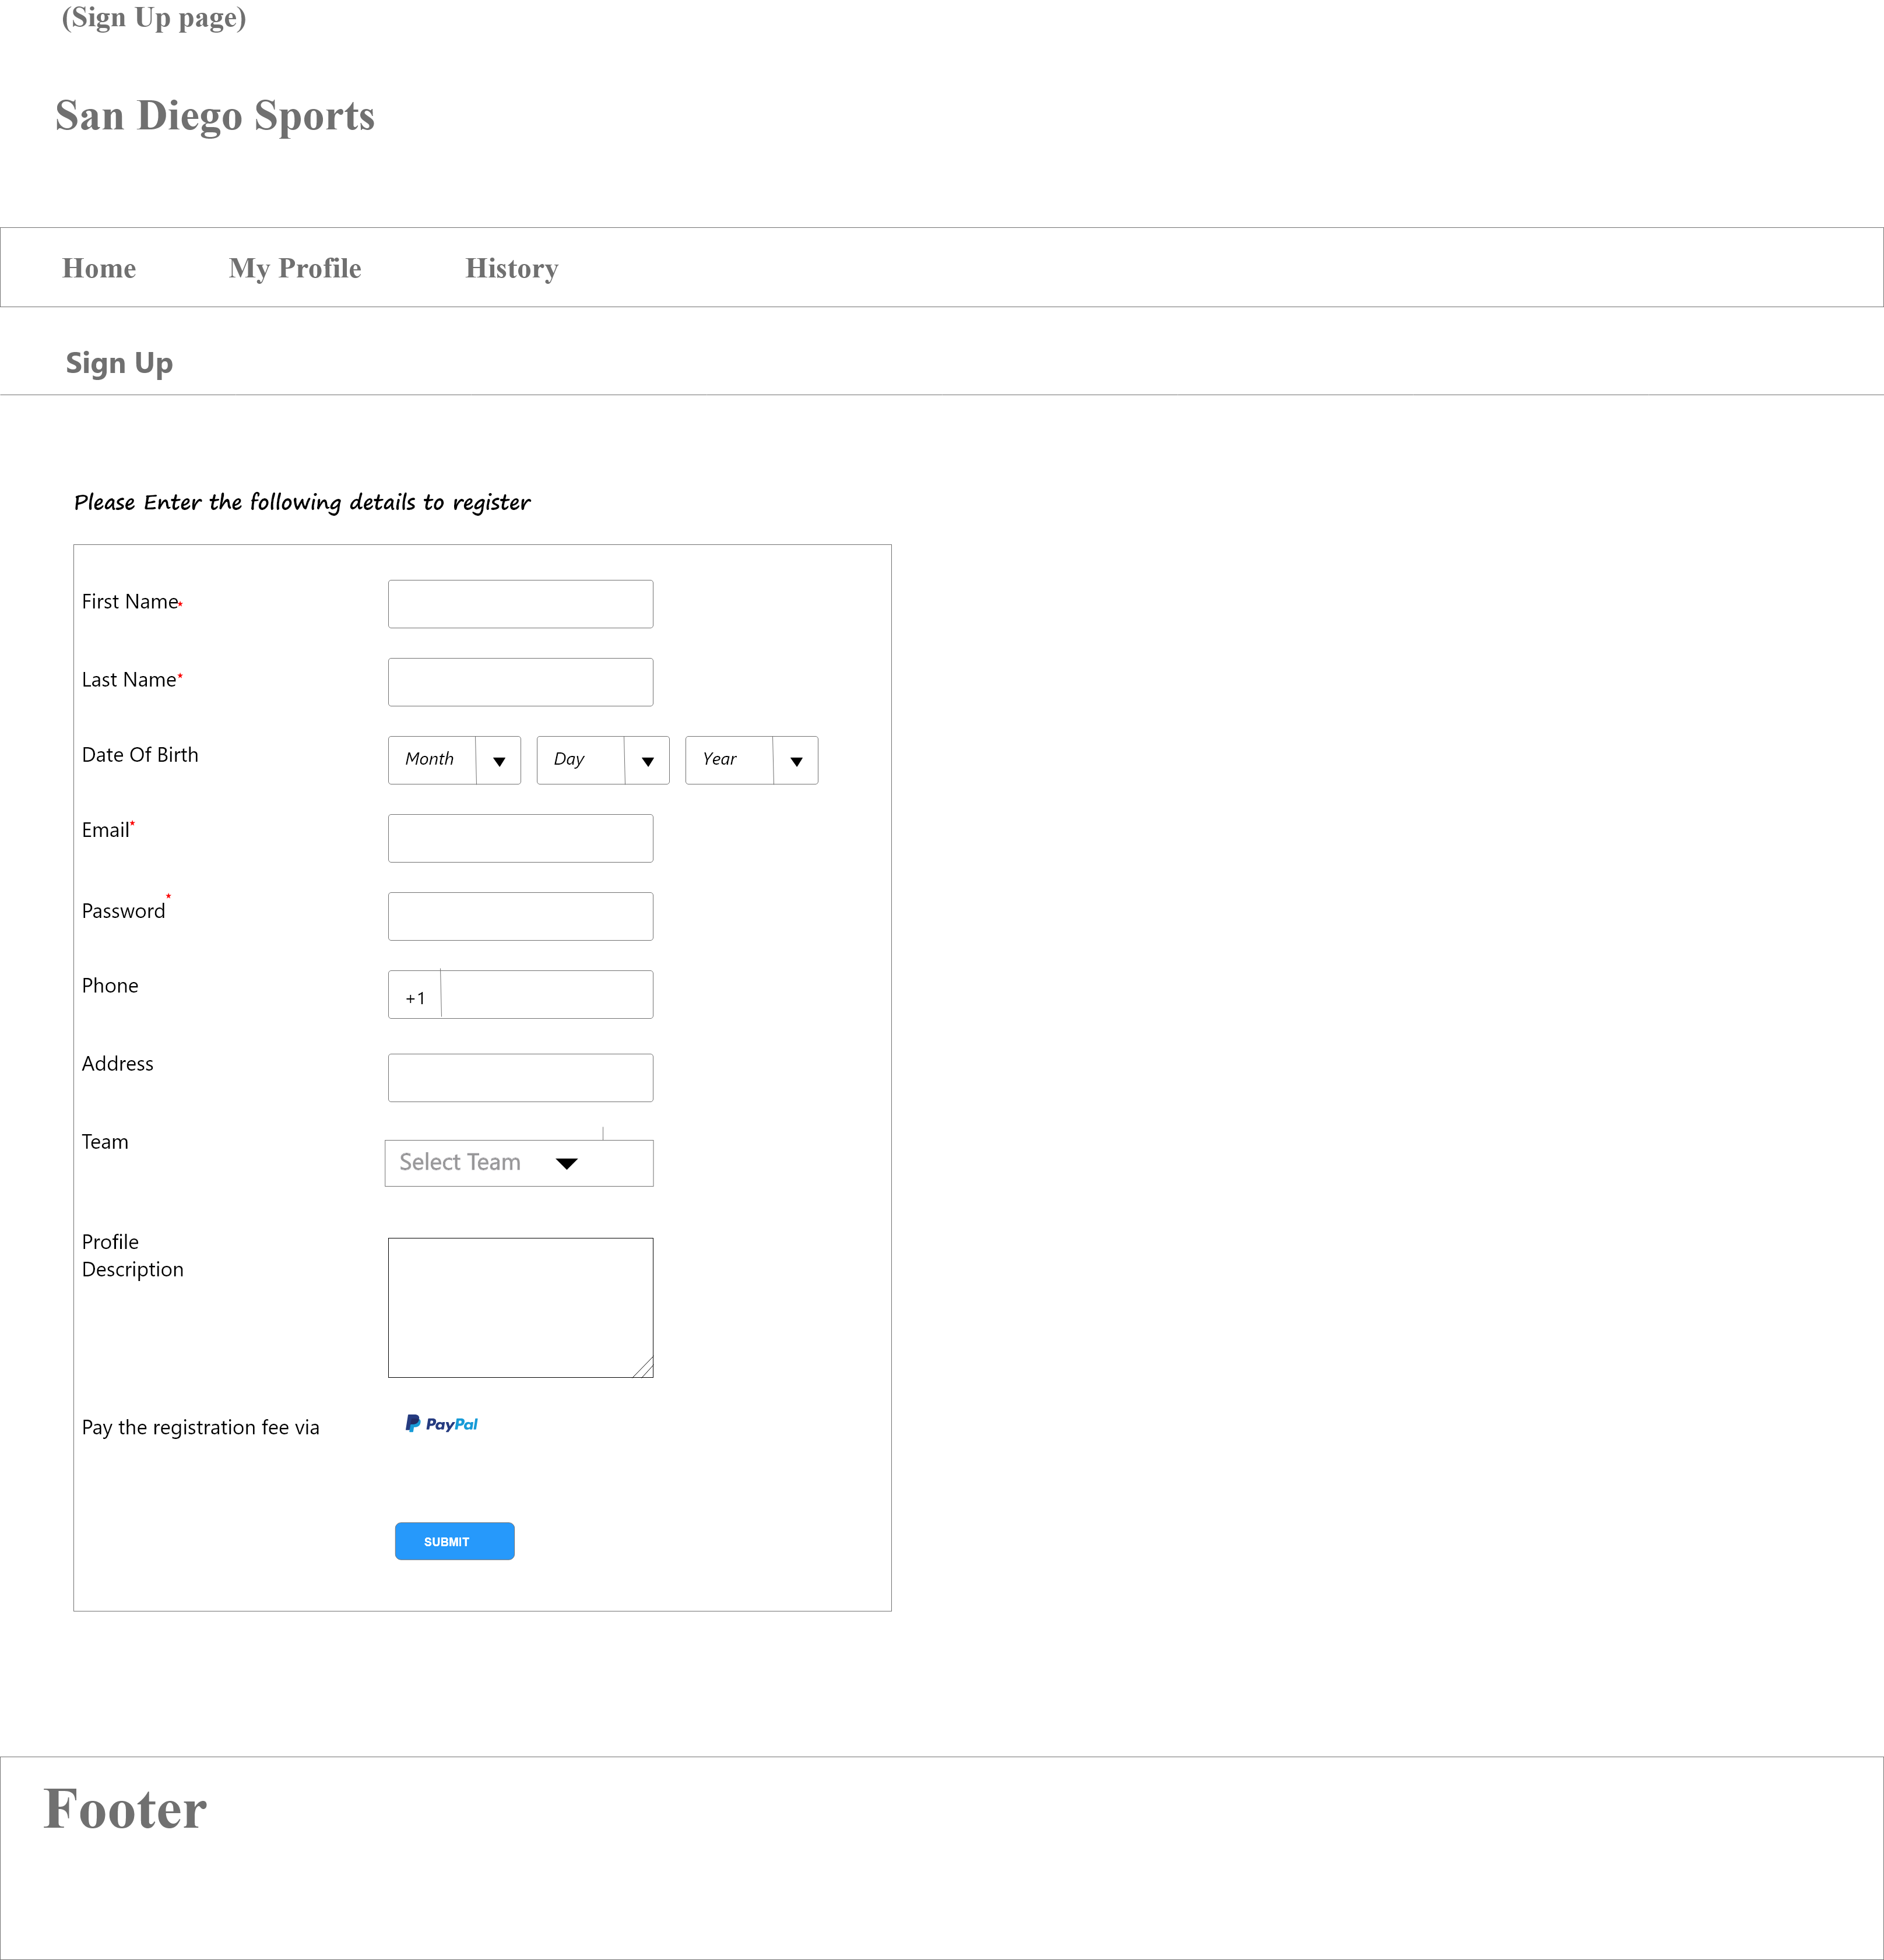 (Sign Up page)
San Diego Sports
Home My Profile History
Sign Up
Please Enter the following details to register
First Name*
Last Name*
Date Of Birth Month Day Year
Email*
Password*
Phone +1
Address
Team Select Team
Profile
Description
Pay the registration fee via PayPal
SUBMIT
Footer